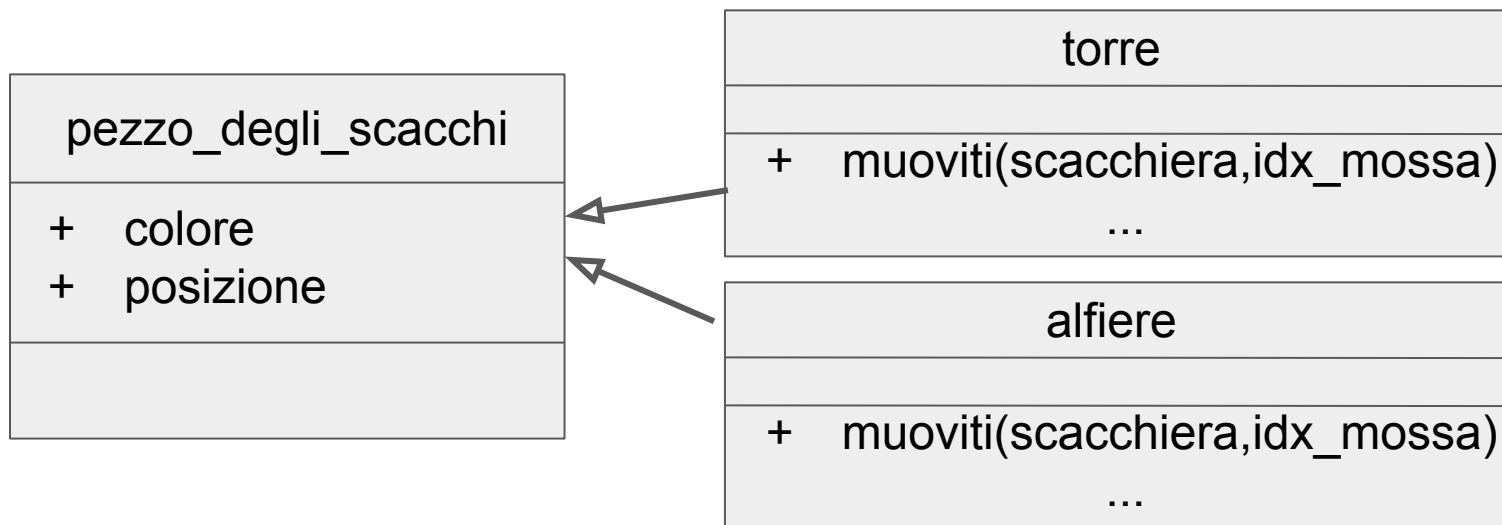 pezzo_degli_scacchi
+ colore
+ posizione
torre
+ muoviti(scacchiera,idx_mossa)
...
alfiere
+ muoviti(scacchiera,idx_mossa)
...